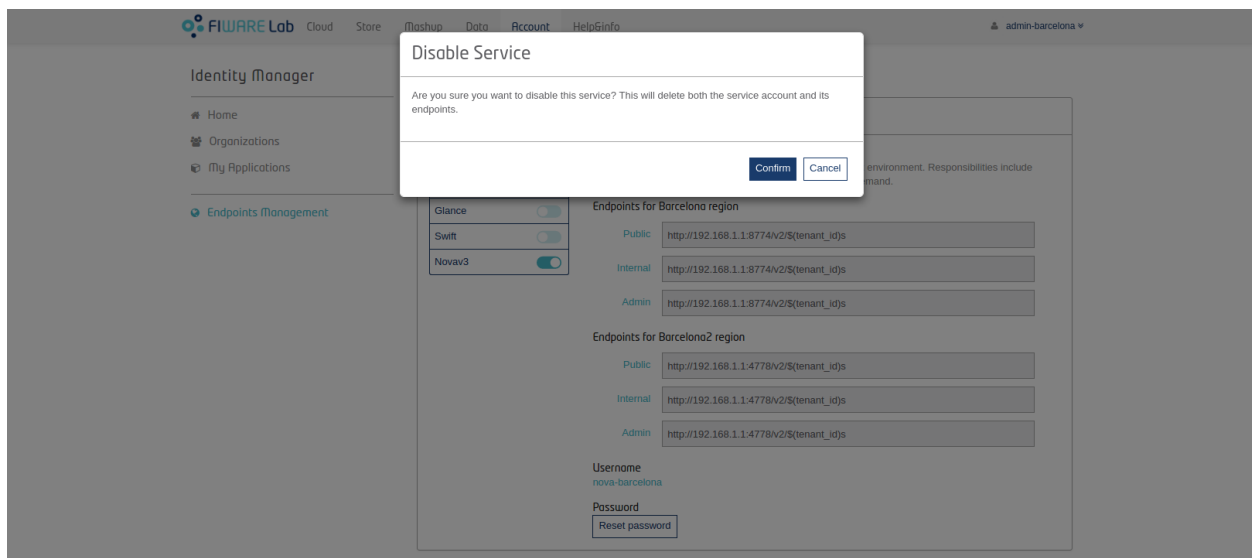 FIWARE Lab Cloud Store Mashup Data Account Help&info admin-barcelona
Disable Service
Are you sure you want to disable this service? This will delete both the service account and its
endpoints.
Confirm Cancel
Identity Manager
Home
Organizations
My Applications
Endpoints Management
environment. Responsibilities include
mand.
Glance
Swift
Novav3
Endpoints for Barcelona region
Public http://192.168.1.1:8774/v2/$(tenant_id)s
Internal http://192.168.1.1:8774/v2/$(tenant_id)s
Admin http://192.168.1.1:8774/v2/$(tenant_id)s
Endpoints for Barcelona2 region
Public http://192.168.1.1:4778/v2/$(tenant_id)s
Internal http://192.168.1.1:4778/v2/$(tenant_id)s
Admin http://192.168.1.1:4778/v2/$(tenant_id)s
Username
nova-barcelona
Password
Reset password